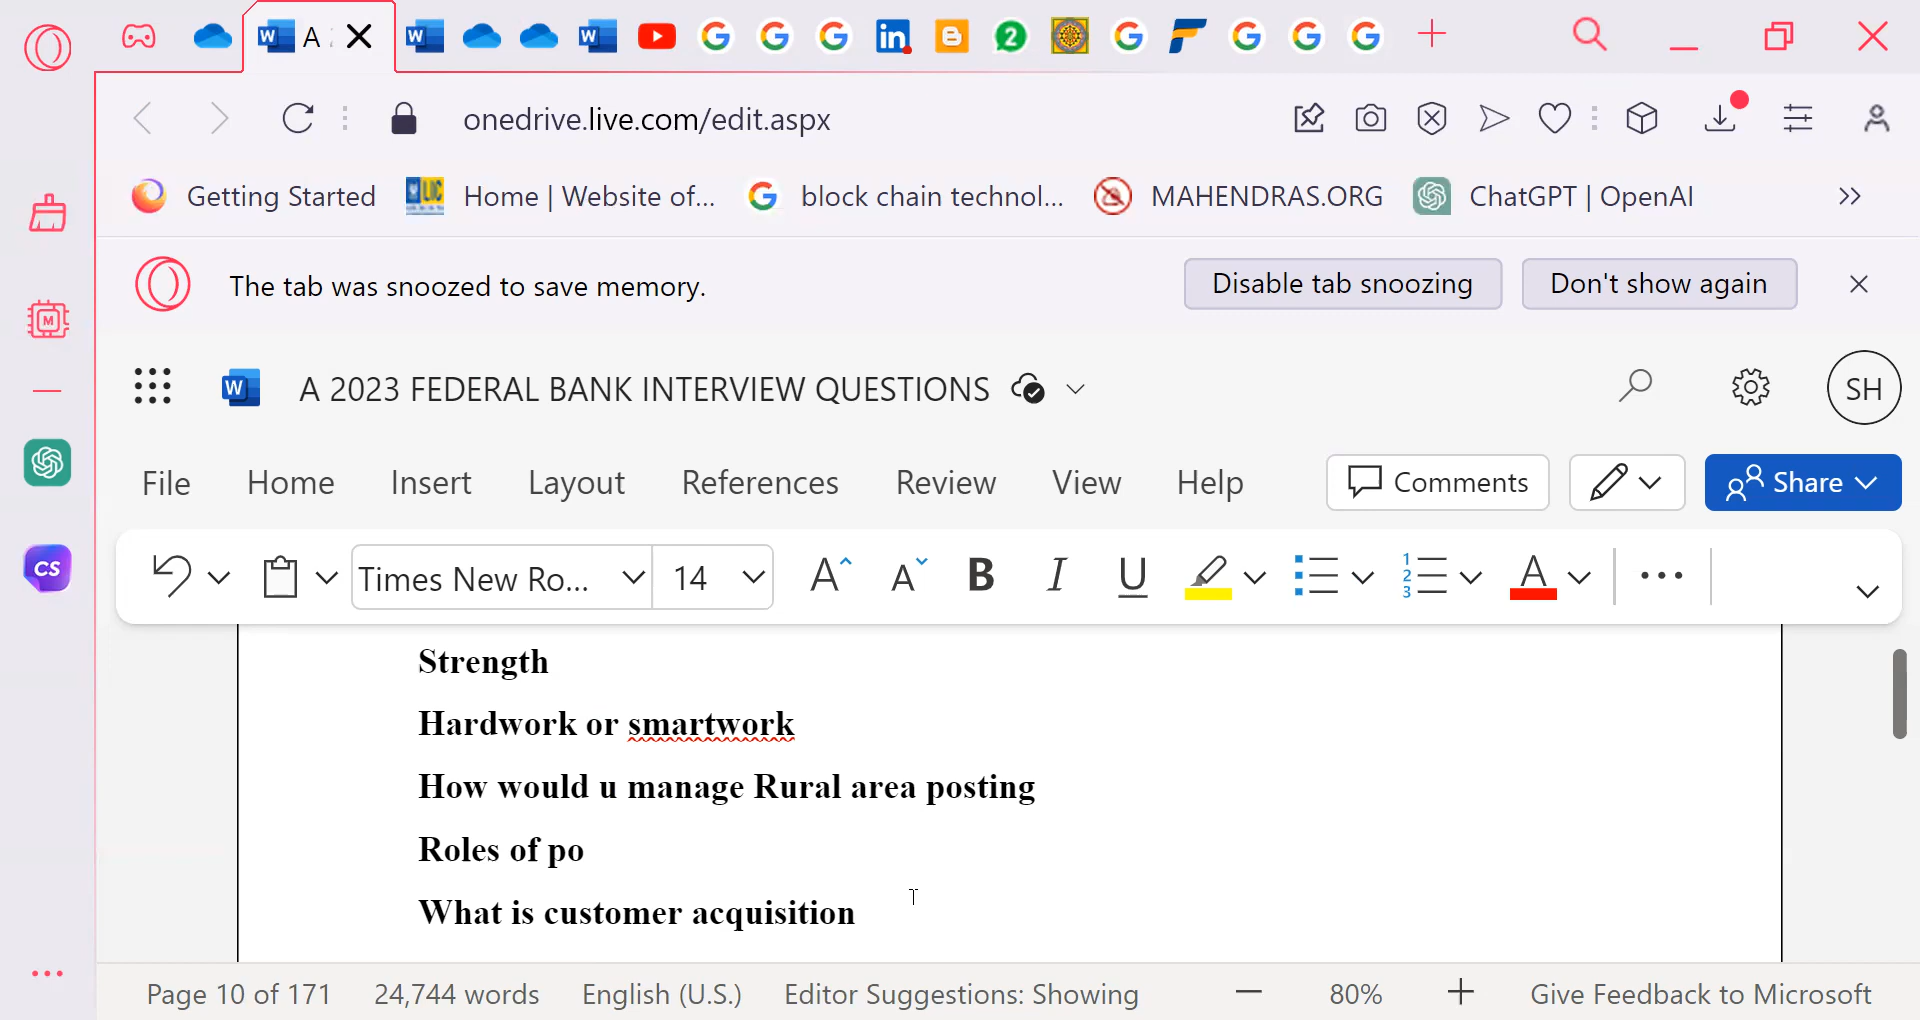 A
onedrive.live.com/edit.aspx
Getting Started
Home | Website of...
block chain technol...
MAHENDRAS.ORG
ChatGPT | OpenAI
The tab was snoozed to save memory.
Disable tab snoozing
Don't show again
A 2023 FEDERAL BANK INTERVIEW QUESTIONS
SH
File Home Insert Layout References Review View Help
Comments
Share
Times New Ro...
14
Strength
Hardwork or smartwork
How would u manage Rural area posting
Roles of po
What is customer acquisition
Page 10 of 171
24,744 words
English (U.S.)
Editor Suggestions: Showing
80%
Give Feedback to Microsoft